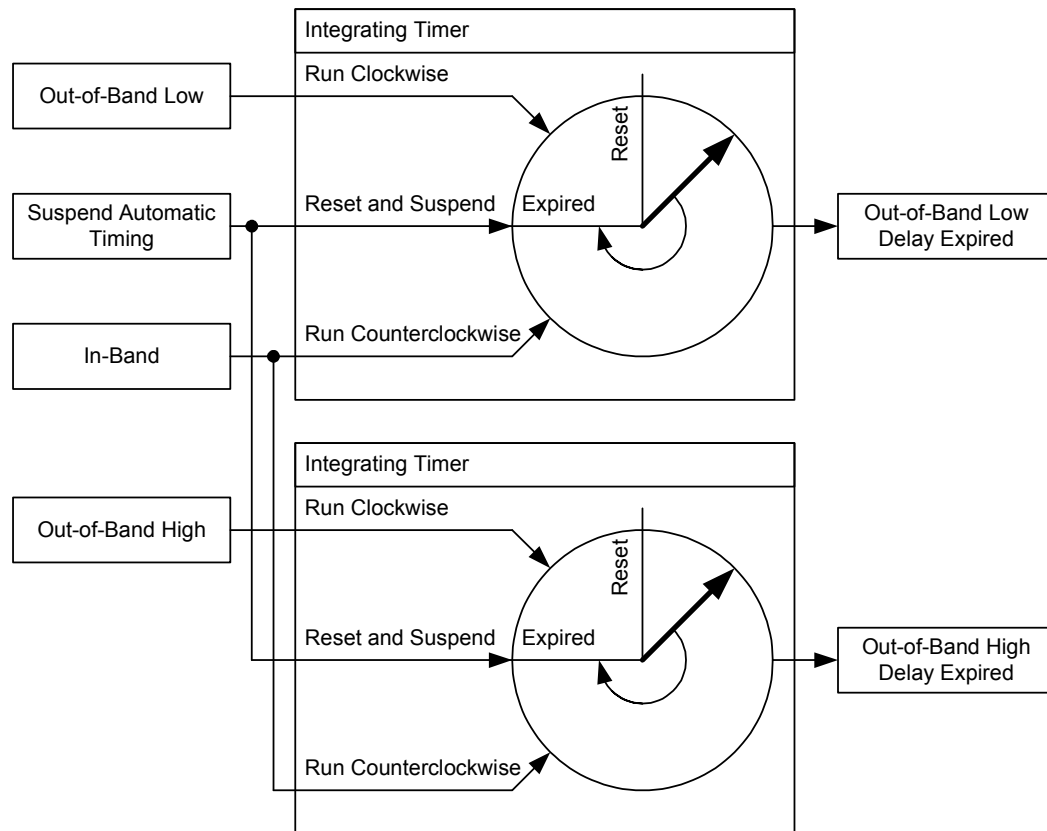 Integrating Timer
Run Clockwise
Out-of-Band Low
Reset
Suspend Automatic
Timing
Reset and Suspend
Expired
Out-of-Band Low
Delay Expired
Run Counterclockwise
In-Band
Integrating Timer
Run Clockwise
Out-of-Band High
Reset
Reset and Suspend
Expired
Out-of-Band High
Delay Expired
Run Counterclockwise